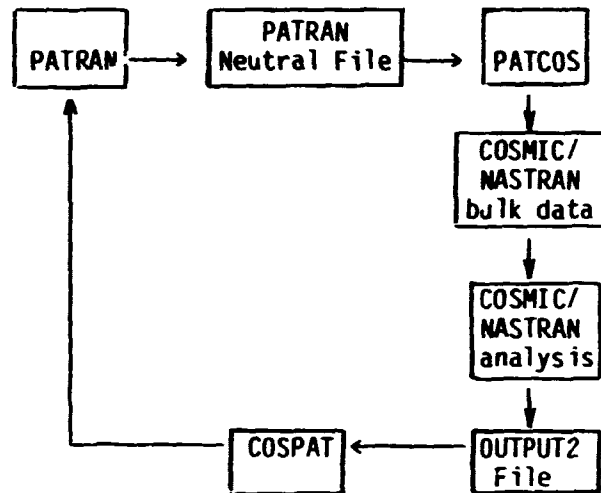 PATRAN
PATRAN
Neutral File
PATCOS
COSMIC/
NASTRAN
bulk data
COSMIC/
NASTRAN
analysis
OUTPUT2
File
COSPAT